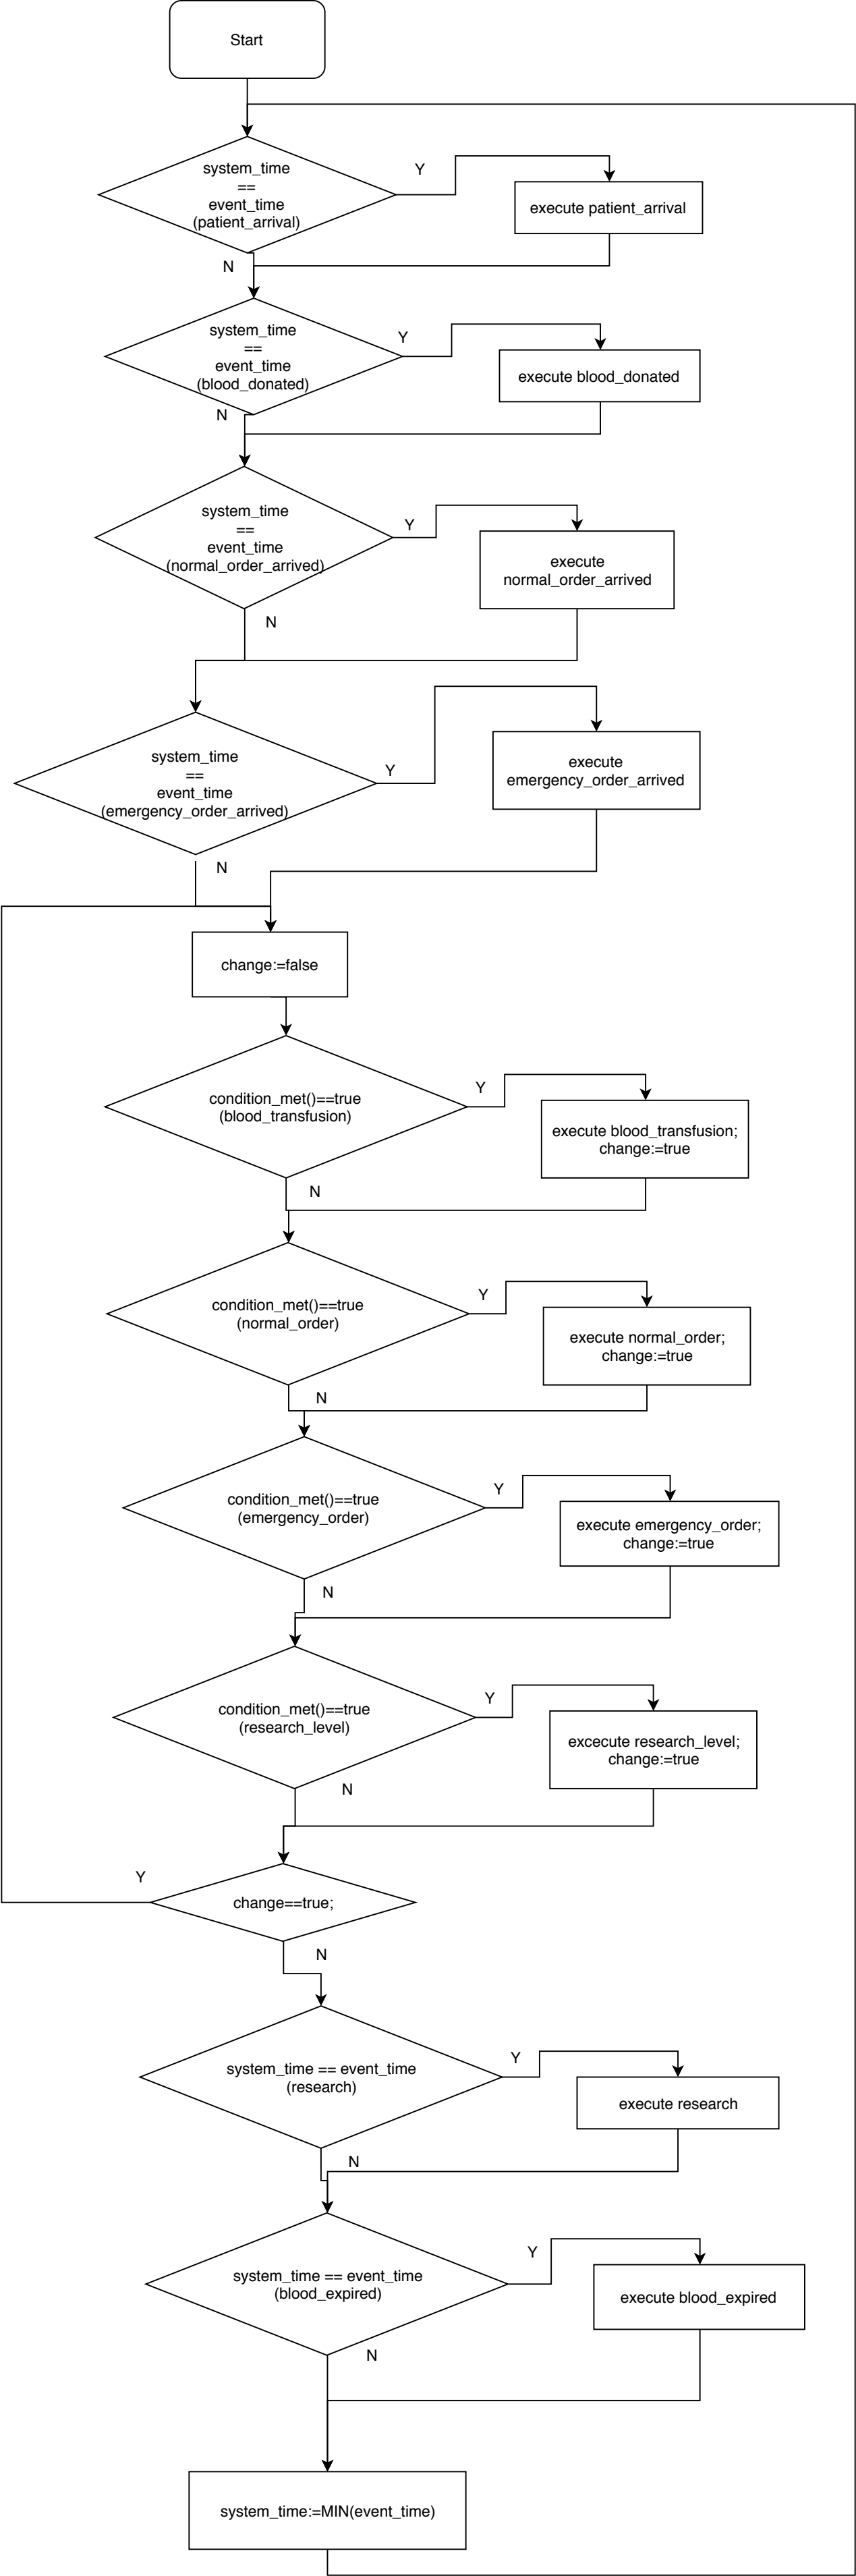 Start
system_time
==
event_time
(patient_arrival)
Y
execute patient_arrival
N
system_time
==
event_time
(blood_donated)
Y
execute blood_donated
N
system_time
==
event_time
(normal_order_arrived)
Y
execute
normal_order_arrived
N
system_time
==
event_time
(emergency_order_arrived)
Y
execute
emergency_order_arrived
N
change:=false
condition_met()==true
(blood_transfusion)
Y
execute blood_transfusion;
change:=true
N
condition_met()==true
(normal_order)
Y
execute normal_order;
change:=true
N
condition_met()==true
(emergency_order)
Y
execute emergency_order;
change:=true
N
condition_met()==true
(research_level)
Y
excecute research_level;
change:=true
N
Y
change==true;
N
system_time == event_time
(research)
Y
execute research
N
system_time == event_time
(blood_expired)
Y
execute blood_expired
N
system_time:=MIN(event_time)